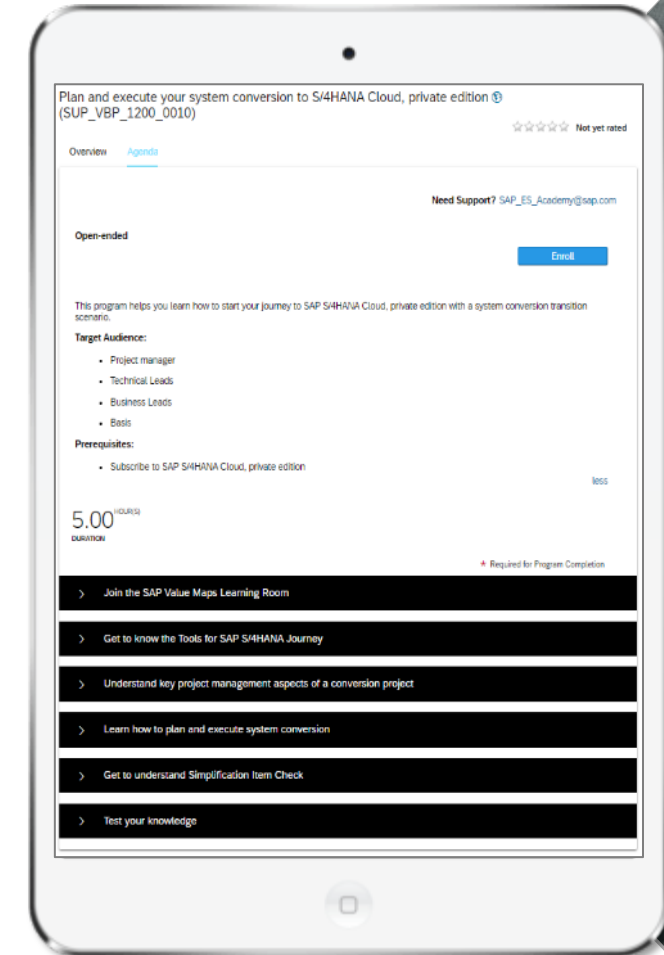 Plan and execute your system conversion to S/4HANA Cloud, private edition
(SUP_VBP_1200_0010)
Not yet rated
Overview Agenda
Need Support? SAP_ES_Academy@sap.com
Open-ended
Enroll
This program helps you learn how to start your journey to SAP S/4HANA Cloud, private edition with a system conversion transition
scenario.
Target Audience:
• Project manager
• Technical Leads
• Business Leads
• Basis
Prerequisites:
• Subscribe to SAP S/4HANA Cloud, private edition
less
5.00 HOUR(S)
DURATION
* Required for Program Completion
> Join the SAP Value Maps Learning Room
> Get to know the Tools for SAP S/4HANA Journey
> Understand key project management aspects of a conversion project
> Learn how to plan and execute system conversion
> Get to understand Simplification Item Check
> Test your knowledge